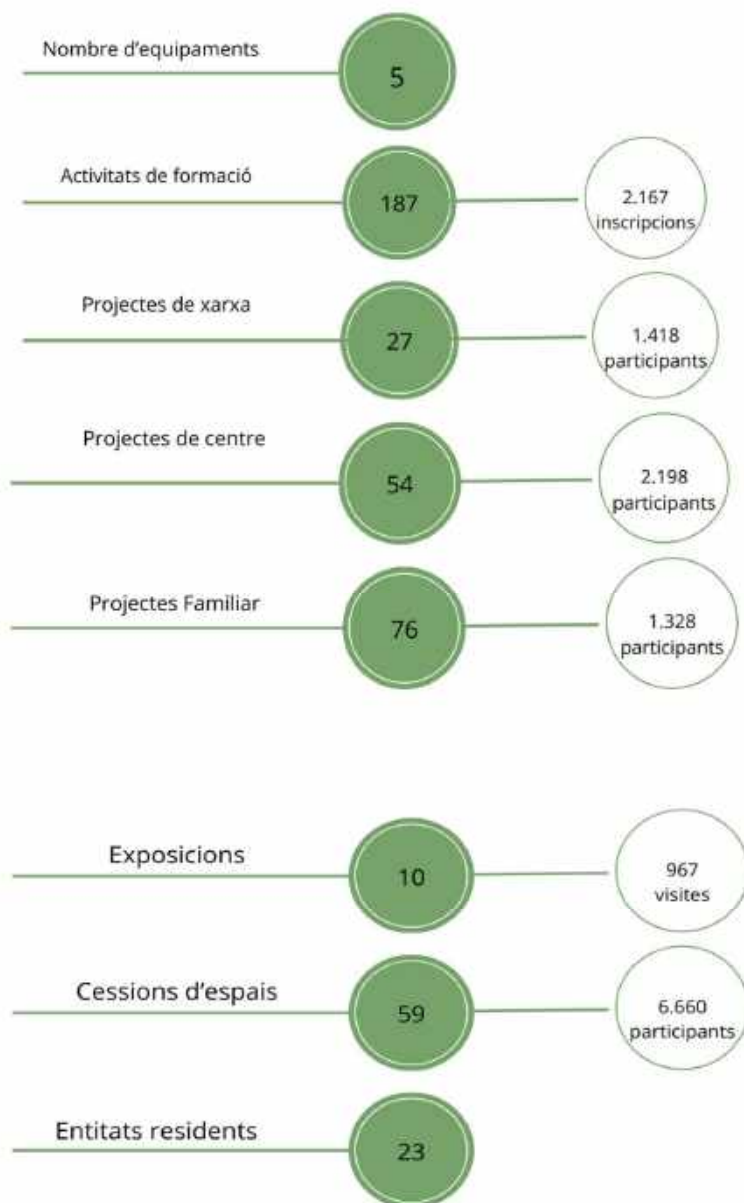 Nombre d'equipaments
5
Activitats de formació
187
2.167
inscripcions
Projectes de xarxa
27
1.418
participants
Projectes de centre
54
2.198
participants
Projectes Familiar
76
1.328
participants
Exposicions
10
967
visites
Cessions d'espais
59
6.660
participants
Entitats residents
23